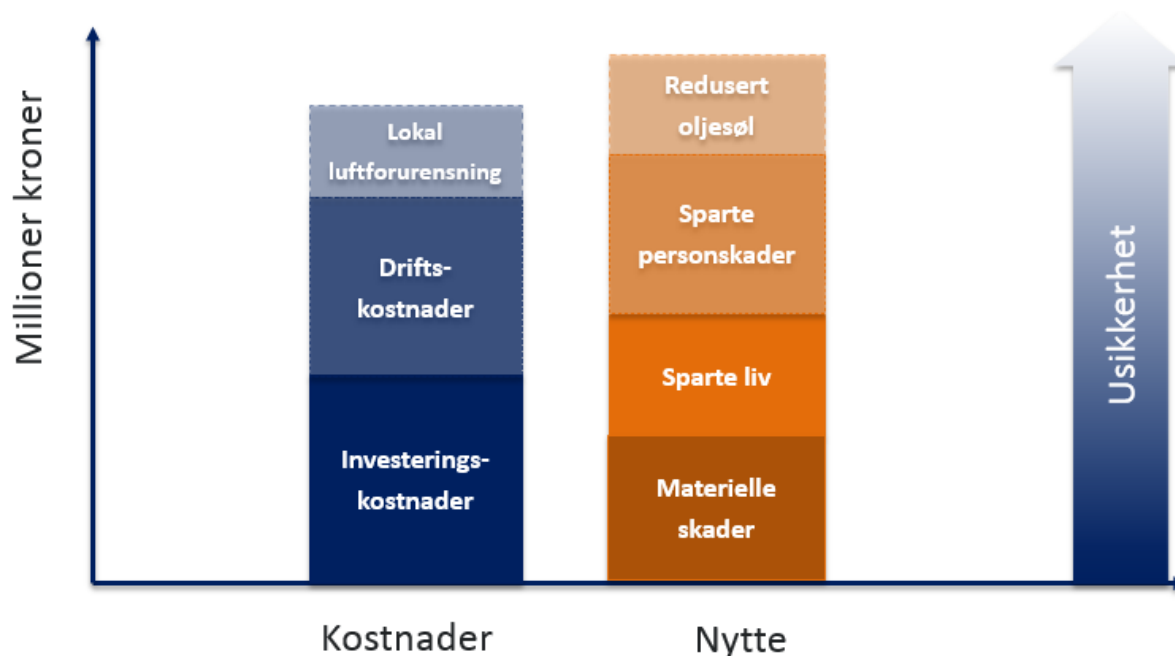 Millioner kroner
Lokal
luftforurensning
Drifts-
kostnader
Investerings-
kostnader
Kostnader
Redusert
oljesøl
Sparte
personskader
Sparte liv
Materielle
skader
Nytte
Usikkerhet